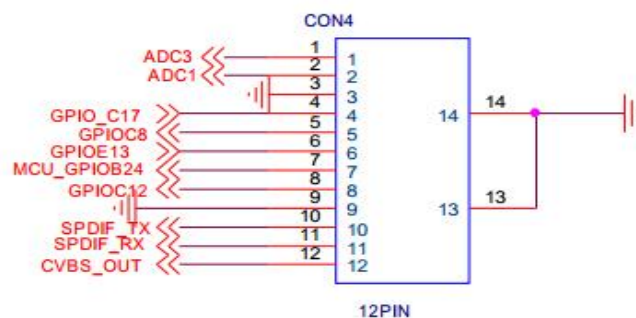 CON4
ADC3 1 1
ADC1 2 2
3 3
GPIO_C17 4 4 14 14
GPIOC8 5 5
GPIOE13 6 6
MCU_GPIOB24 7 7
GPIOC12 8 8
9 9 13 13
SPDIF_TX 10 10
SPDIF_RX 11 11
CVBS_OUT 12 12
12PIN